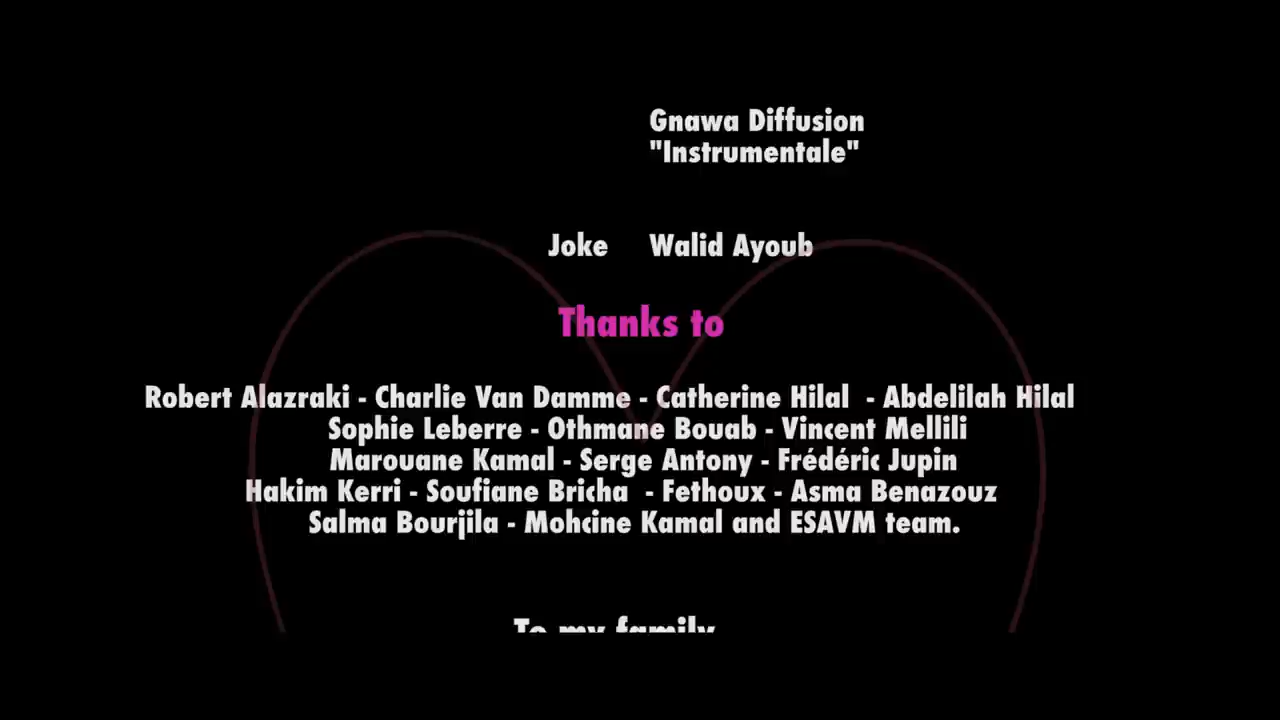 Gnawa Diffusion
"Instrumentale"
Joke Walid Ayoub
Thanks to
Robert Alazraki - Charlie Van Damme - Catherine Hilal - Abdelilah Hilal
Sophie Leberre - Othmane Bouab - Vincent Mellili
Marouane Kamal - Serge Antony - Frédéric Jupin
Hakim Kerri - Soufiane Bricha - Fethoux - Asma Benazouz
Salma Bourjila - Mohcine Kamal and ESAVM team.
To my family